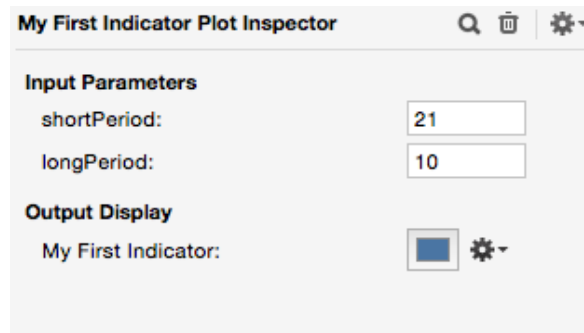 My First Indicator Plot Inspector
Input Parameters
shortPeriod: 21
longPeriod: 10
Output Display
My First Indicator: